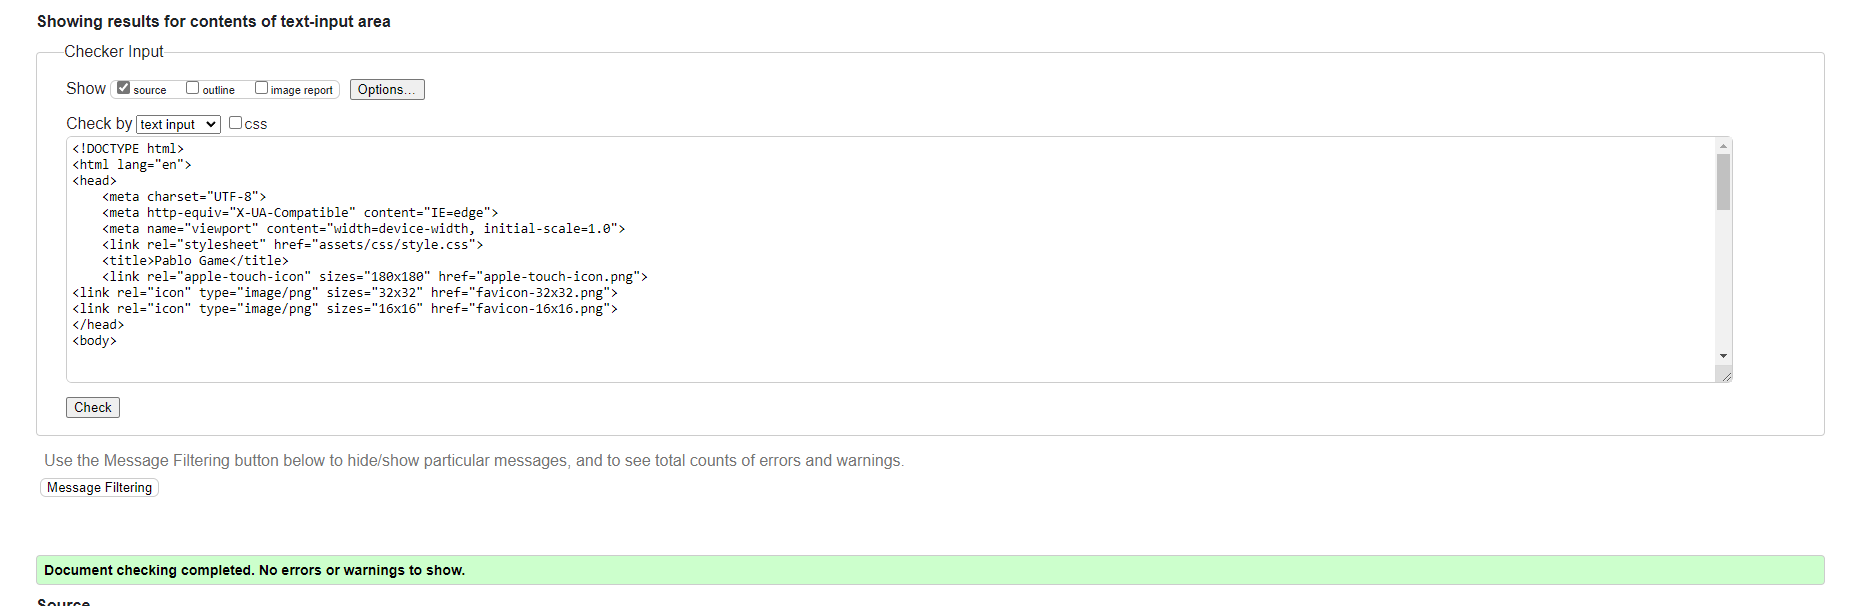 Showing results for contents of text-input area
Checker Input
Show source outline image report Options...
Check by text input css
<!DOCTYPE html>
<html lang="en">
<head>
    <meta charset="UTF-8">
    <meta http-equiv="X-UA-Compatible" content="IE=edge">
    <meta name="viewport" content="width=device-width, initial-scale=1.0">
    <link rel="stylesheet" href="assets/css/style.css">
    <title>Pablo Game</title>
    <link rel="apple-touch-icon" sizes="180x180" href="apple-touch-icon.png">
<link rel="icon" type="image/png" sizes="32x32" href="favicon-32x32.png">
<link rel="icon" type="image/png" sizes="16x16" href="favicon-16x16.png">
</head>
<body>
Check
Use the Message Filtering button below to hide/show particular messages, and to see total counts of errors and warnings.
Message Filtering
Document checking completed. No errors or warnings to show.
Source